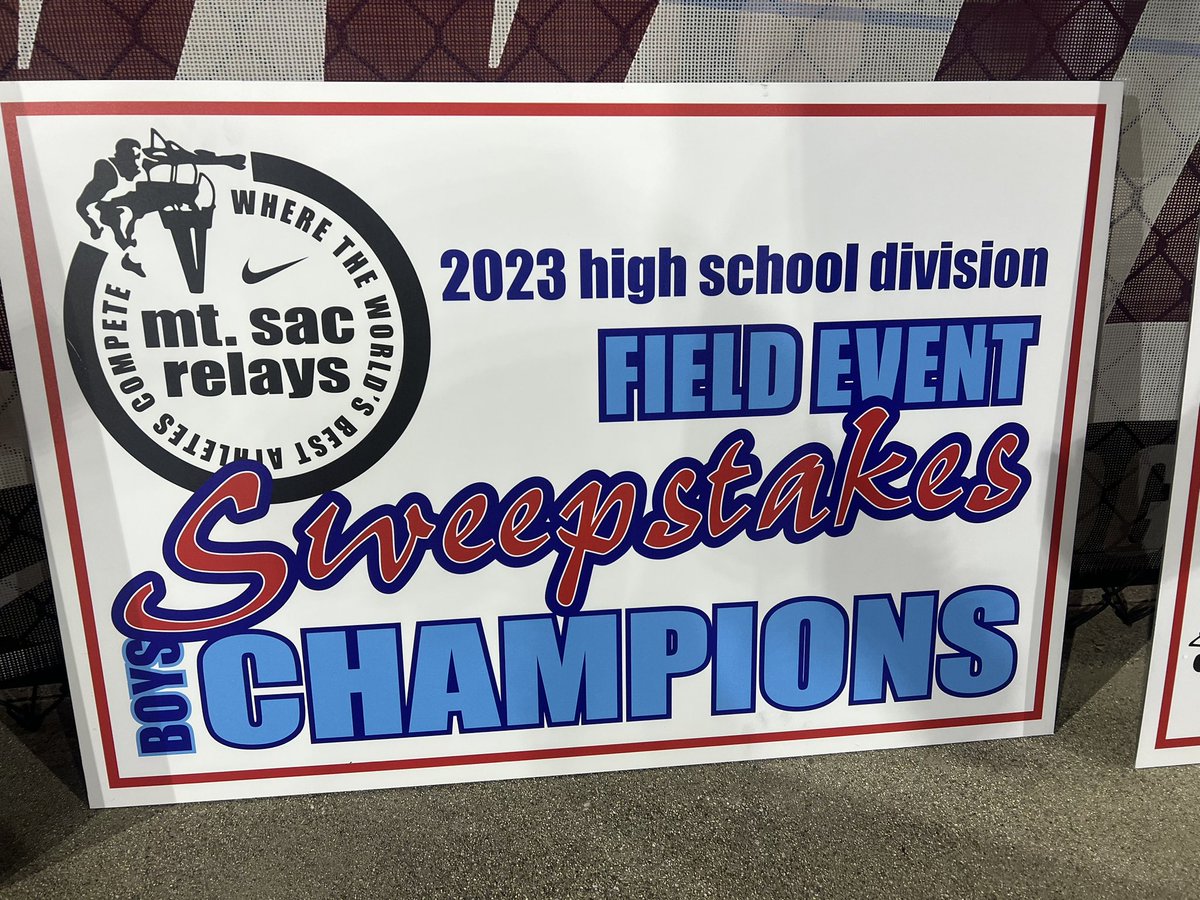 WHERE THE WORLD'S BEST ATHLETES COMPETE
mt. sac
relays
2023 high school division
FIELD EVENT
Sweepstakes
BOYS
CHAMPIONS